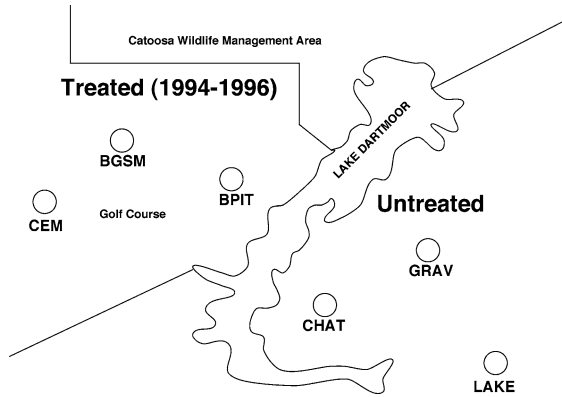 Catoosa Wildlife Management Area
Treated (1994-1996)
LAKE DARTMOOR
BGSM
BPIT
Untreated
CEM
Golf Course
GRAV
CHAT
LAKE